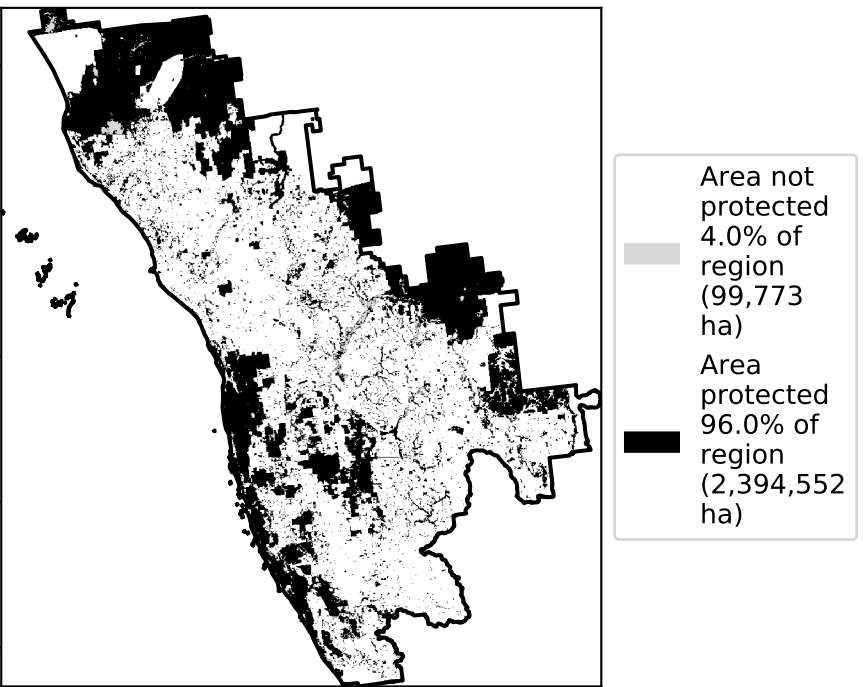 Area not
protected
4.0% of
region
(99,773
ha)
Area
protected
96.0% of
region
(2,394,552
ha)